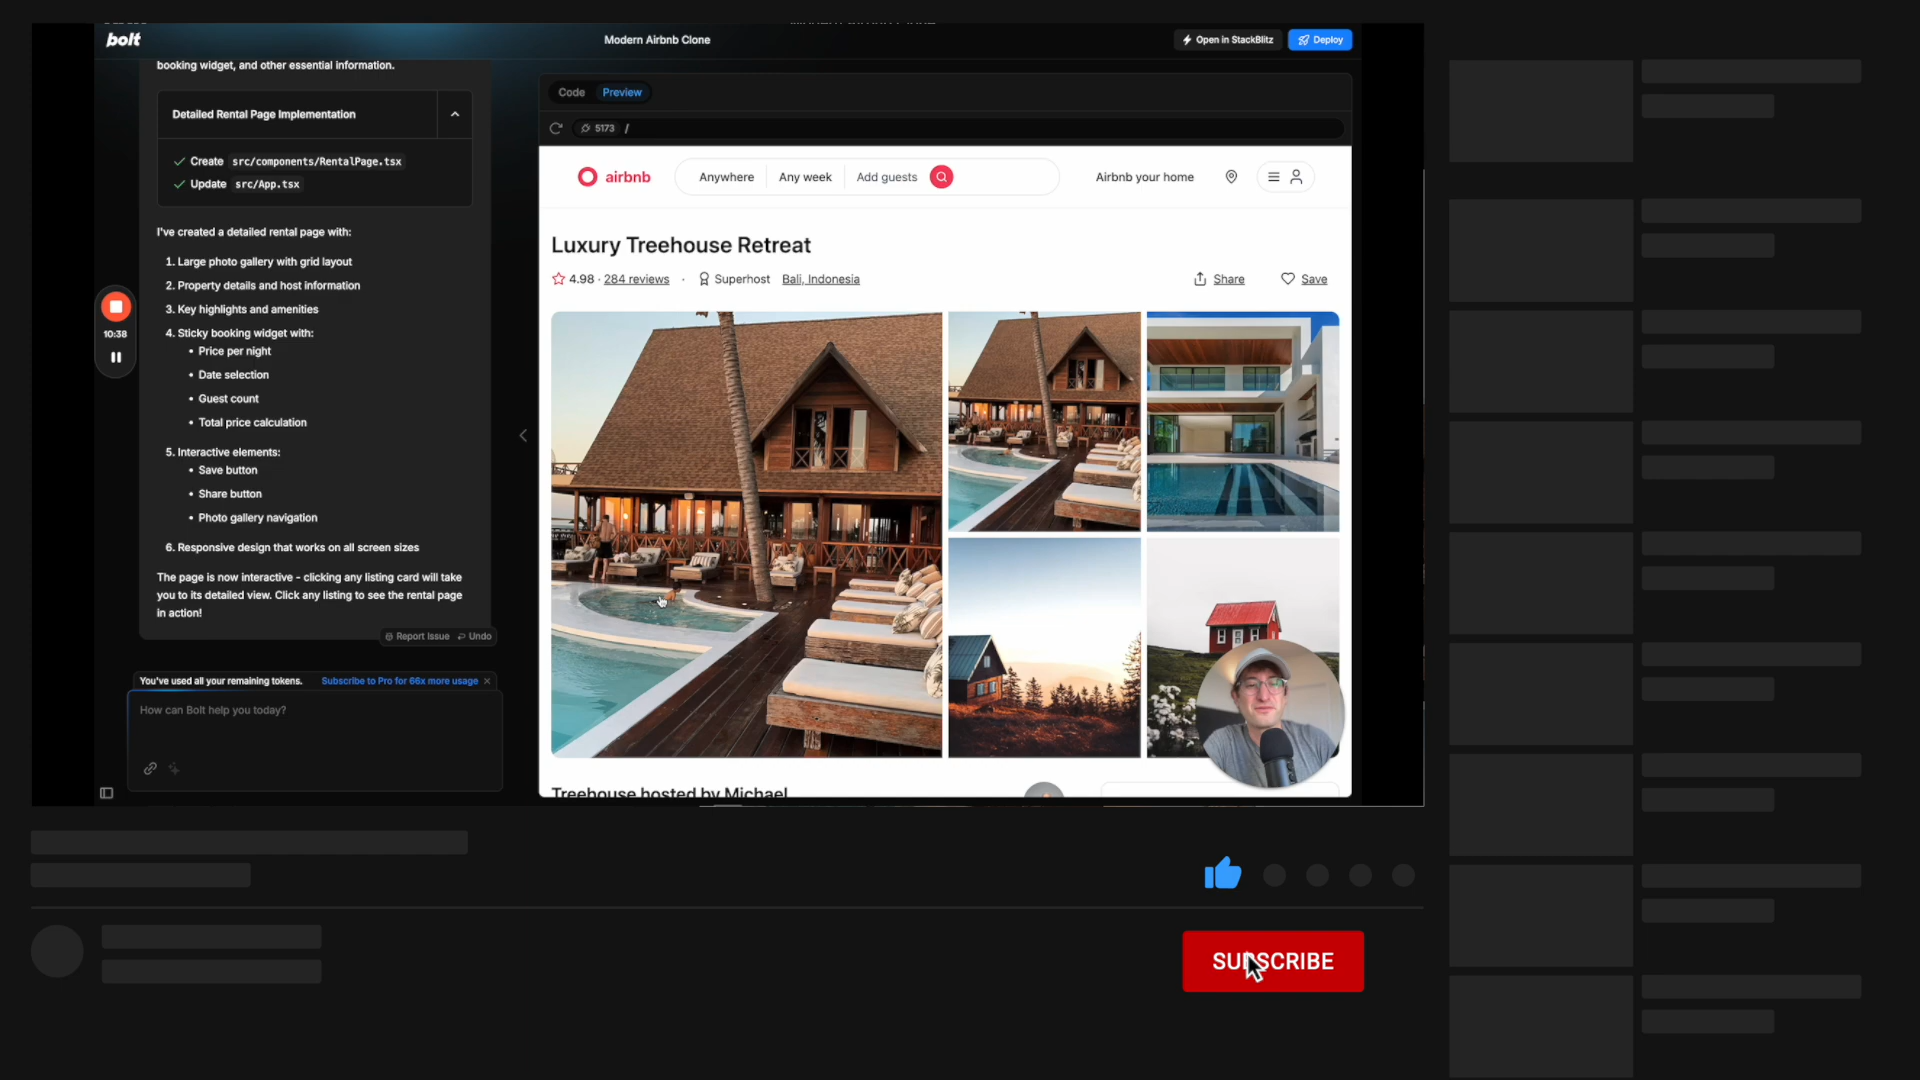 bolt
Modern Airbnb Clone
Open in StackBlitz
Deploy
booking widget, and other essential information.
Detailed Rental Page Implementation
Create src/components/RentalPage.tsx
Update src/App.tsx
I've created a detailed rental page with:
1. Large photo gallery with grid layout
2. Property details and host information
3. Key highlights and amenities
4. Sticky booking widget with:
• Price per night
• Date selection
• Guest count
• Total price calculation
5. Interactive elements:
• Save button
• Share button
• Photo gallery navigation
6. Responsive design that works on all screen sizes
The page is now interactive - clicking any listing card will take
you to its detailed view. Click any listing to see the rental page
in action!
Report Issue Undo
You've used all your remaining tokens. Subscribe to Pro for 66x more usage
How can Bolt help you today?
10:38
Code Preview
5173 /
airbnb
Anywhere Any week Add guests
Airbnb your home
Luxury Treehouse Retreat
4.98 · 284 reviews · Superhost Bali, Indonesia
Share Save
Treehouse hosted by Michael
SUBSCRIBE